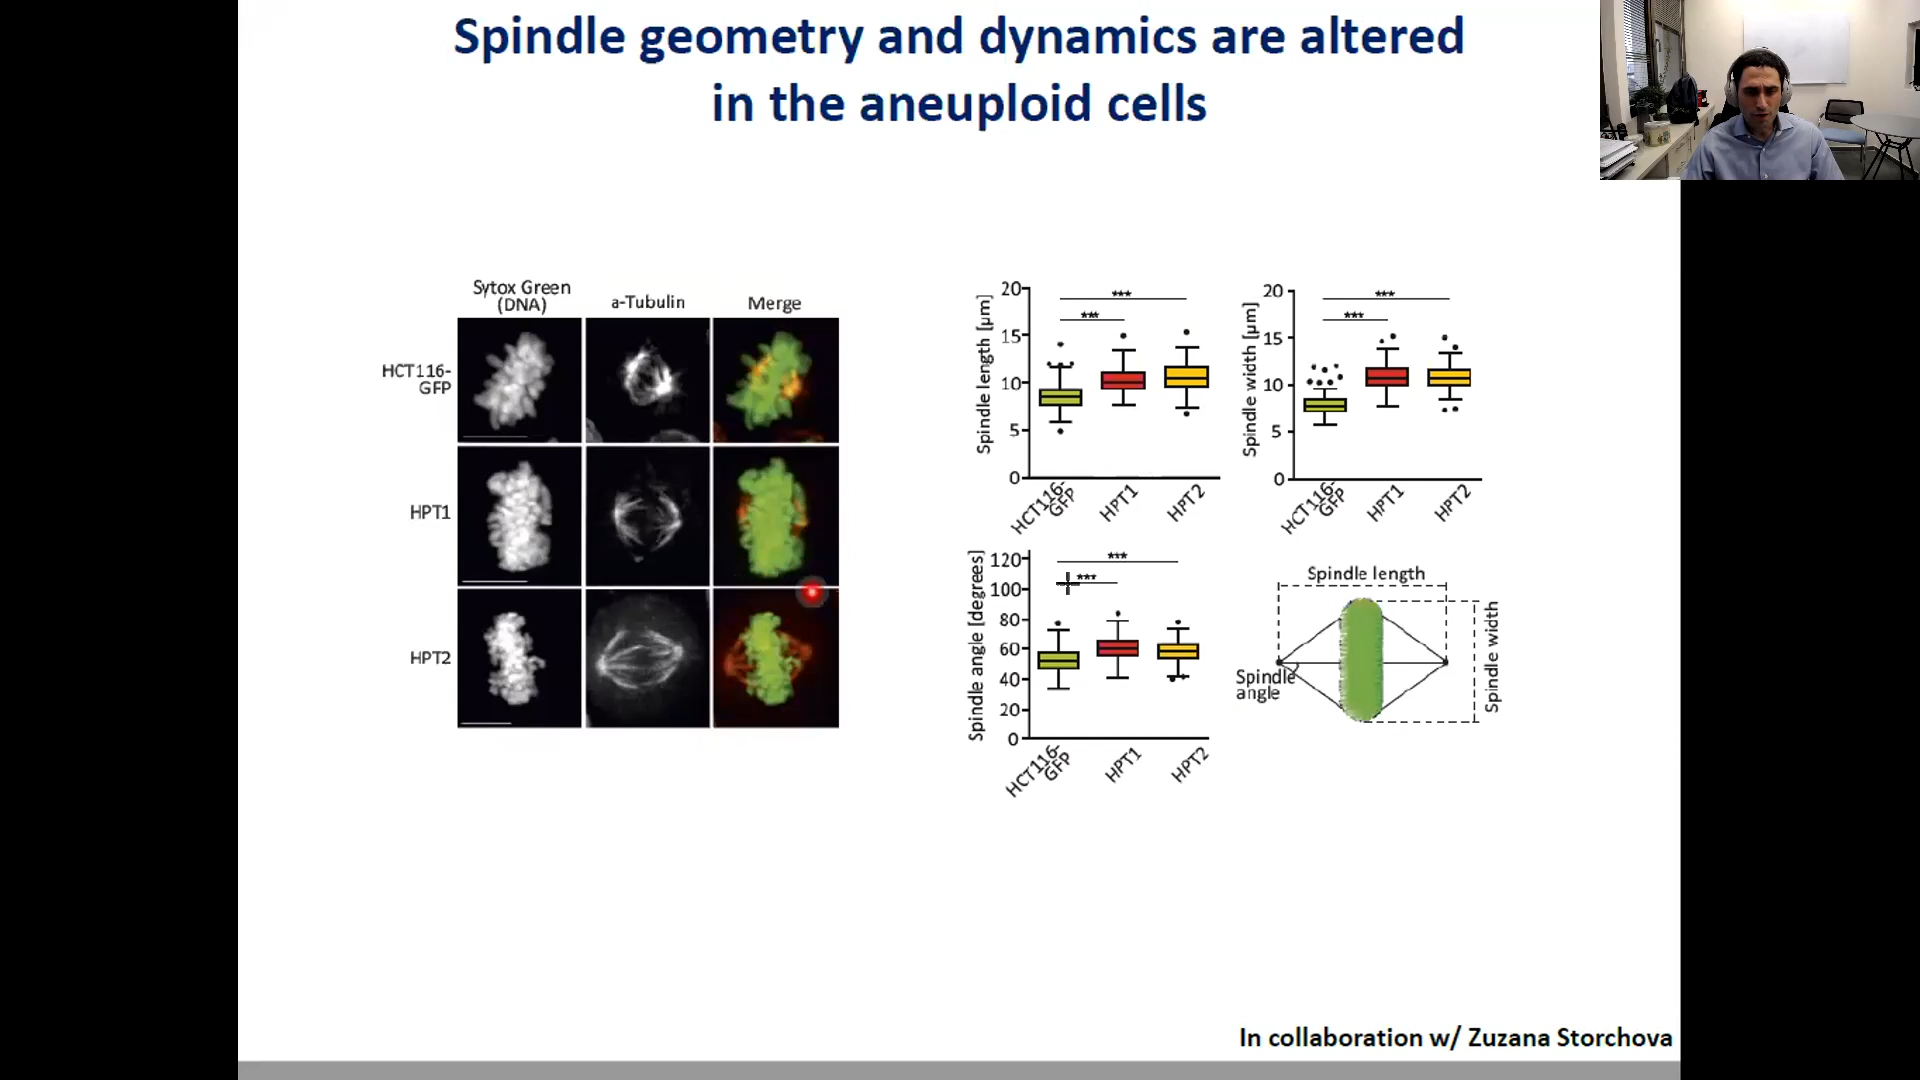 Spindle geometry and dynamics are altered
in the aneuploid cells
Sytox Green
(DNA)
a-Tubulin
Merge
HCT116-
GFP
HPT1
HPT2
Spindle length [μm]
20
15
10
5
0
***
***
HCT116-
GFP
HPT1
HPT2
Spindle width [μm]
20
15
10
5
0
***
***
HCT116-
GFP
HPT1
HPT2
Spindle angle [degrees]
120
100
80
60
40
20
0
***
***
HCT116-
GFP
HPT1
HPT2
Spindle length
Spindle width
Spindle
angle
In collaboration w/ Zuzana Storchova